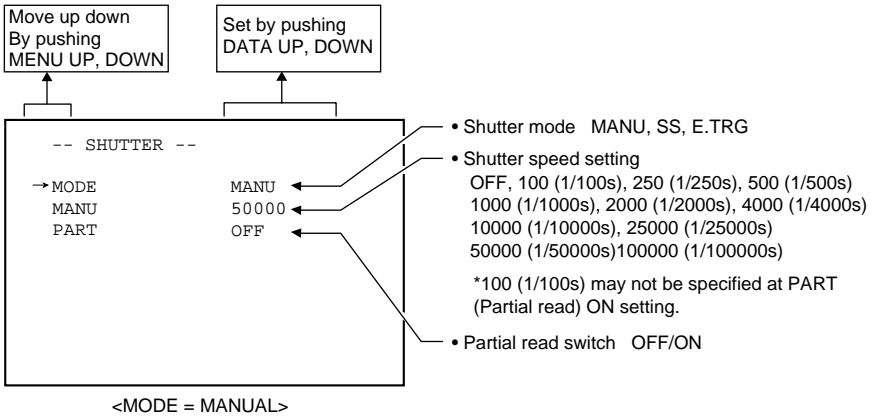 Move up down
By pushing
MENU UP, DOWN
Set by pushing
DATA UP, DOWN
-- SHUTTER --
→MODE MANU
MANU 50000
PART OFF
• Shutter mode MANU, SS, E.TRG
• Shutter speed setting
OFF, 100 (1/100s), 250 (1/250s), 500 (1/500s)
1000 (1/1000s), 2000 (1/2000s), 4000 (1/4000s)
10000 (1/10000s), 25000 (1/25000s)
50000 (1/50000s)100000 (1/100000s)
*100 (1/100s) may not be specified at PART
(Partial read) ON setting.
• Partial read switch OFF/ON
<MODE = MANUAL>